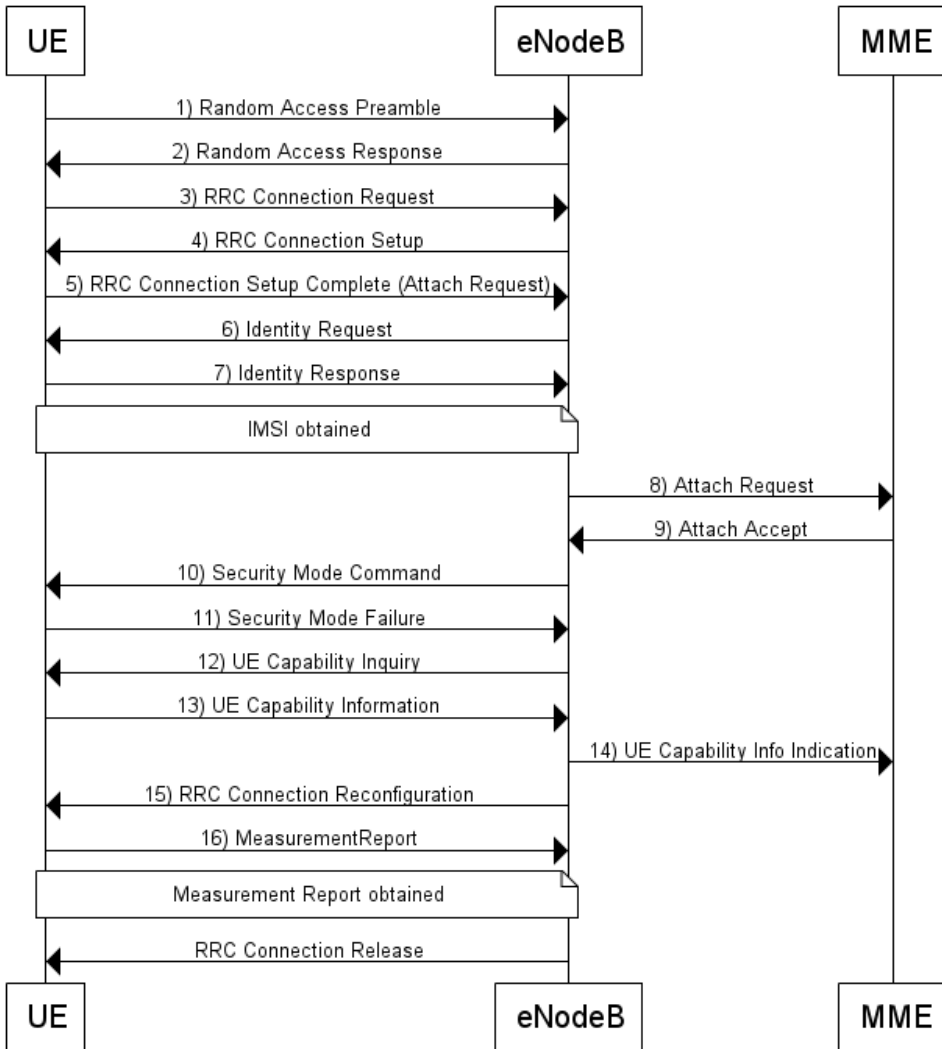 UE eNodeB MME
1) Random Access Preamble
2) Random Access Response
3) RRC Connection Request
4) RRC Connection Setup
5) RRC Connection Setup Complete (Attach Request)
6) Identity Request
7) Identity Response
IMSI obtained
8) Attach Request
9) Attach Accept
10) Security Mode Command
11) Security Mode Failure
12) UE Capability Inquiry
13) UE Capability Information
14) UE Capability Info Indication
15) RRC Connection Reconfiguration
16) MeasurementReport
Measurement Report obtained
RRC Connection Release
UE eNodeB MME